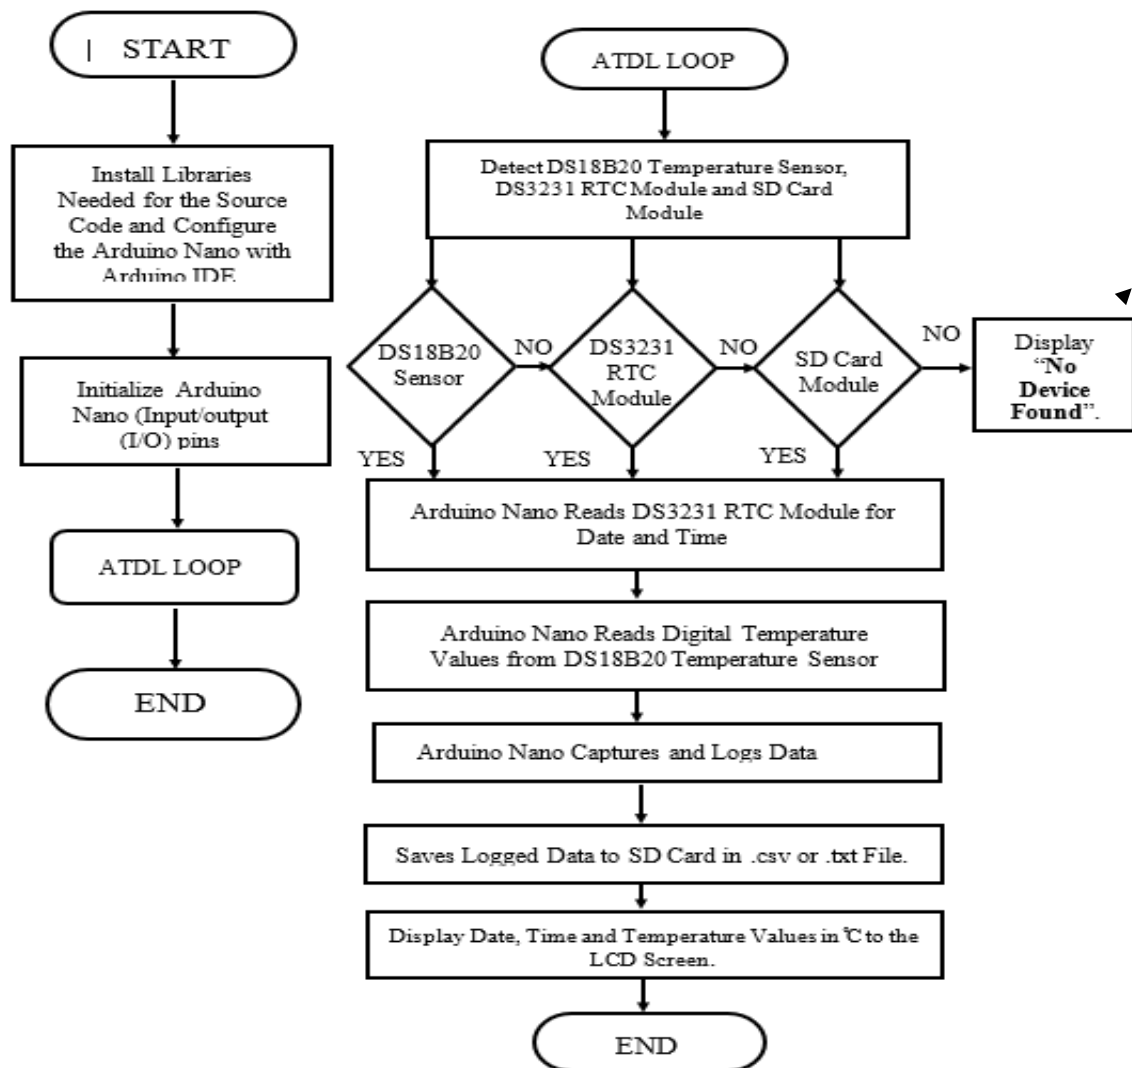 START
Install Libraries
Needed for the Source
Code and Configure
the Arduino Nano with
Arduino IDE
Initialize Arduino
Nano (Input/output
(I/O) pins
ATDL LOOP
END
ATDL LOOP
Detect DS18B20 Temperature Sensor,
DS3231 RTC Module and SD Card
Module
DS18B20
Sensor
NO
DS3231
RTC
Module
NO
SD Card
Module
NO
Display
“No
Device
Found”.
YES
YES
YES
Arduino Nano Reads DS3231 RTC Module for
Date and Time
Arduino Nano Reads Digital Temperature
Values from DS18B20 Temperature Sensor
Arduino Nano Captures and Logs Data
Saves Logged Data to SD Card in .csv or .txt File.
Display Date, Time and Temperature Values in ℃ to the
LCD Screen.
END